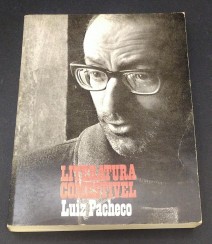 LITERATURA
COMESTÍVEL
Luiz Pacheco